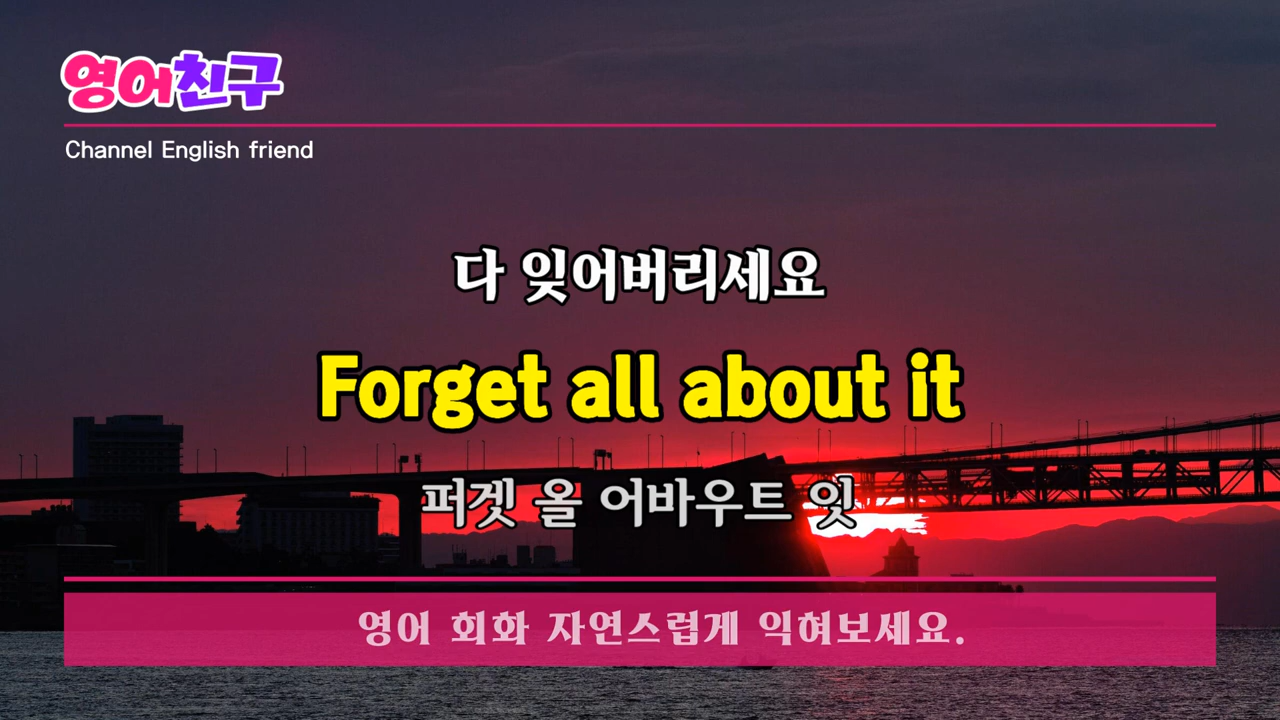 영어친구
Channel English friend
다 잊어버리세요
Forget all about it
퍼겟 올 어바우트 잇
영어 회화 자연스럽게 익혀보세요.